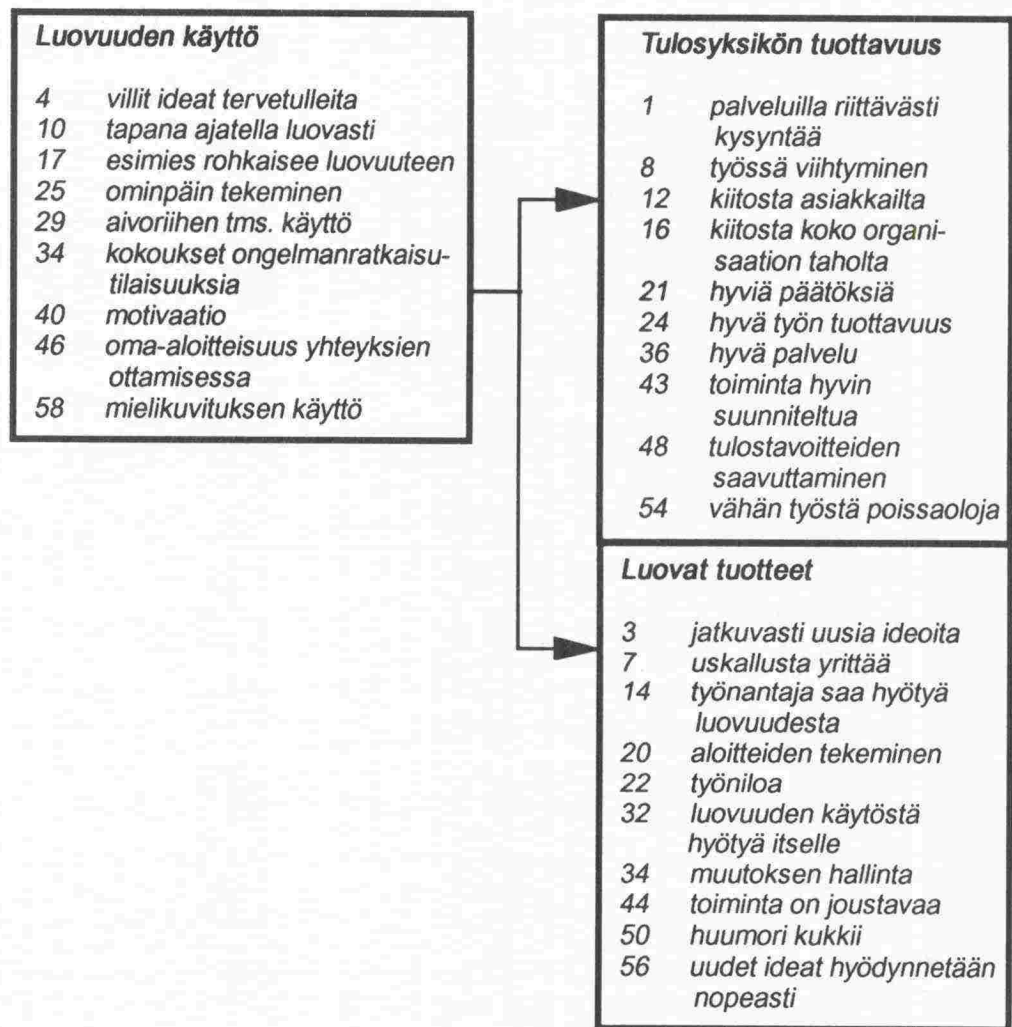 Luovuuden käyttö
4 villit ideat tervetulleita
10 tapana ajatella luovasti
17 esimies rohkaisee luovuuteen
25 ominpäin tekeminen
29 aivoriihen tms. käyttö
34 kokoukset ongelmanratkaisu-
tilaisuuksia
40 motivaatio
46 oma-aloitteisuus yhteyksien
ottamisessa
58 mielikuvituksen käyttö
Tulosyksikön tuottavuus
1 palveluilla riittävästi
kysyntää
8 työssä viihtyminen
12 kiitosta asiakkailta
16 kiitosta koko organi-
saation taholta
21 hyviä päätöksiä
24 hyvä työn tuottavuus
36 hyvä palvelu
43 toiminta hyvin
suunniteltua
48 tulostavoitteiden
saavuttaminen
54 vähän työstä poissaoloja
Luovat tuotteet
3 jatkuvasti uusia ideoita
7 uskallusta yrittää
14 työnantaja saa hyötyä
luovuudesta
20 aloitteiden tekeminen
22 työniloa
32 luovuuden käytöstä
hyötyä itselle
34 muutoksen hallinta
44 toiminta on joustavaa
50 huumori kukkii
56 uudet ideat hyödynnetään
nopeasti